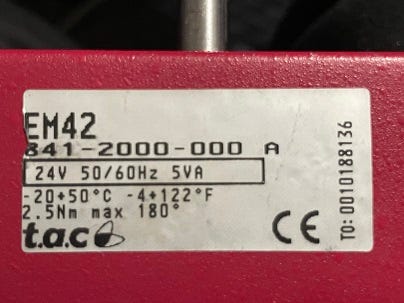 EM42
841-2000-000 A
24V 50/60Hz 5VA
-20+50°C -4+122°F
2.5Nm max 180°
t.a.c
CE
TO: 0010188136